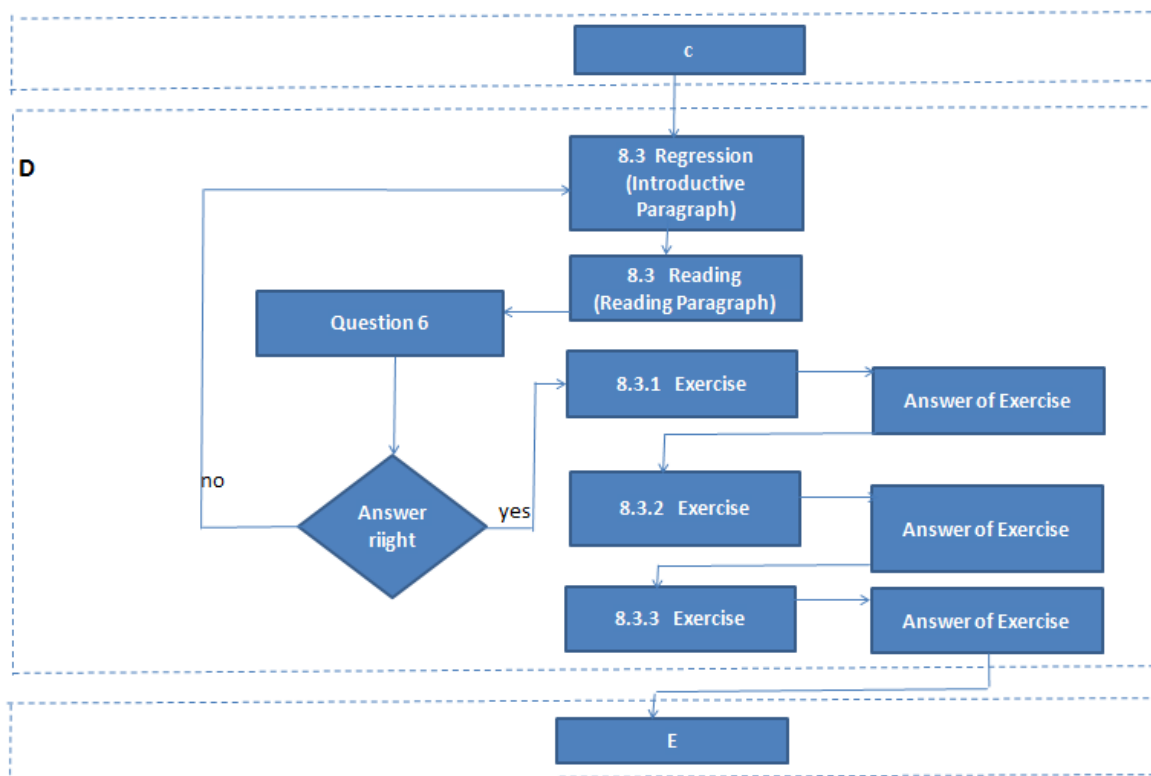 c
D
8.3 Regression
(Introductive
Paragraph)
8.3 Reading
(Reading Paragraph)
Question 6
8.3.1 Exercise
Answer of Exercise
no
Answer
riight
yes
8.3.2 Exercise
Answer of Exercise
8.3.3 Exercise
Answer of Exercise
E